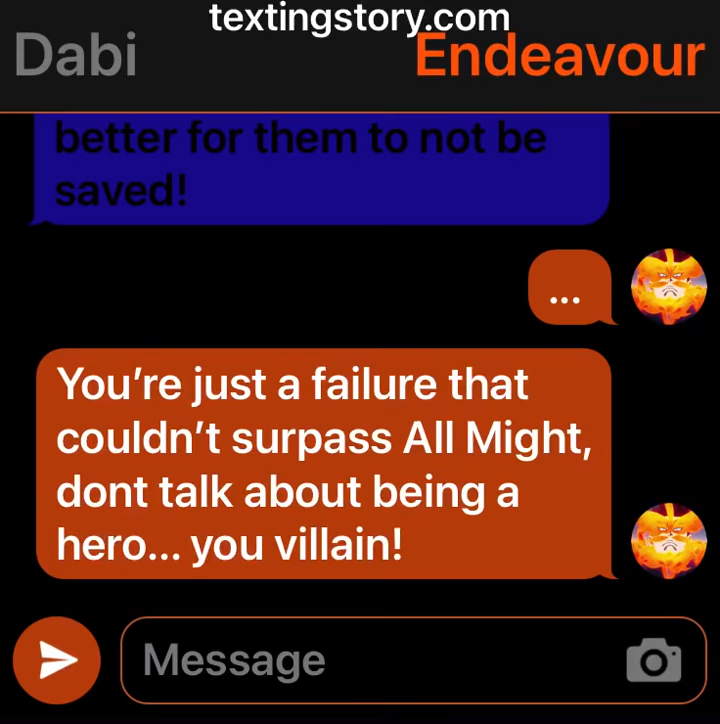 textingstory.com
Dabi
Endeavour
better for them to not be
saved!
...
You’re just a failure that
couldn’t surpass All Might,
dont talk about being a
hero... you villain!
Message